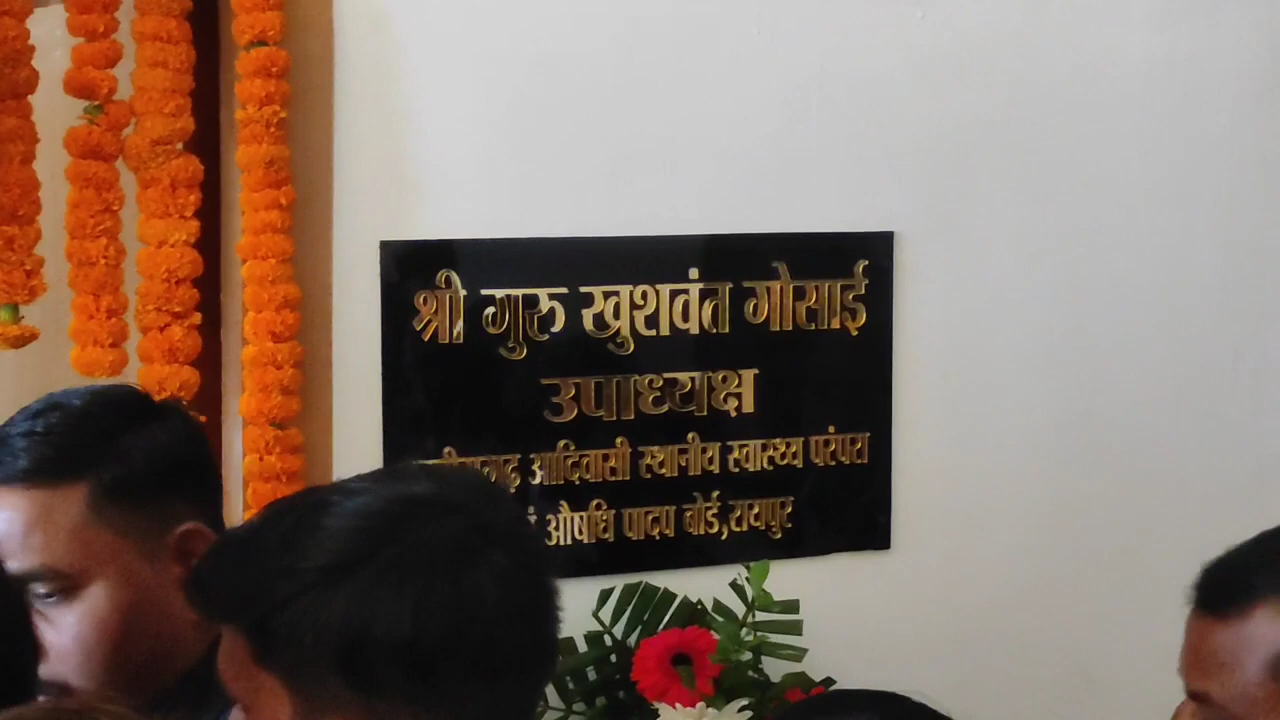 श्री गुरु खुशवंत गोसाई
उपाध्यक्ष
आदिवासी स्थानीय स्वास्थ्य परंपरा
औषधि पादप बोर्ड,रायपुर